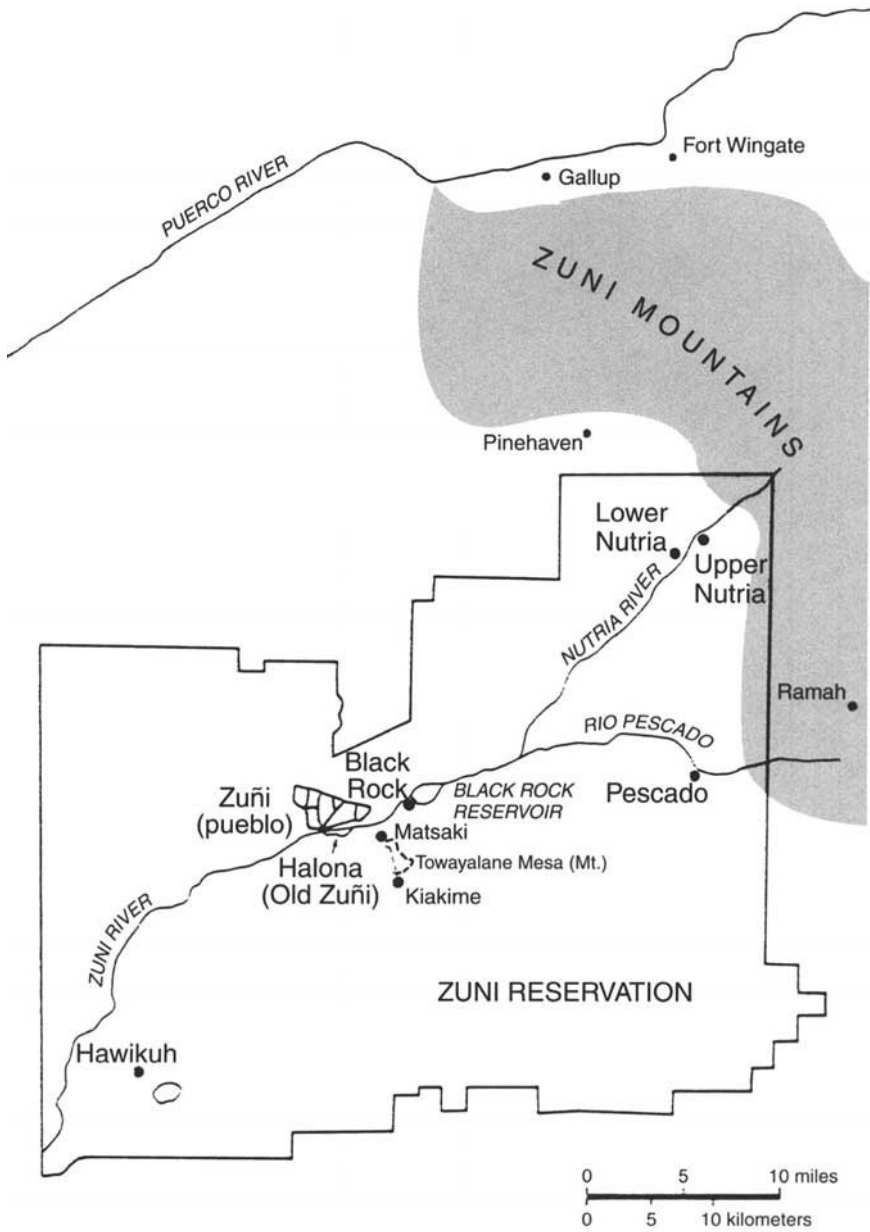 Fort Wingate
Gallup
PUERCO RIVER
ZUNI MOUNTAINS
Pinehaven
Lower
Nutria
Upper
Nutria
NUTRIA RIVER
Ramah
RIO PESCADO
Black
Rock
BLACK ROCK
RESERVOIR
Pescado
Zuñi
(pueblo)
Matsaki
Halona
(Old Zuñi)
Towayalane Mesa (Mt.)
Kiakime
ZUNI RIVER
ZUNI RESERVATION
Hawikuh
0 5 10 miles
0 5 10 kilometers